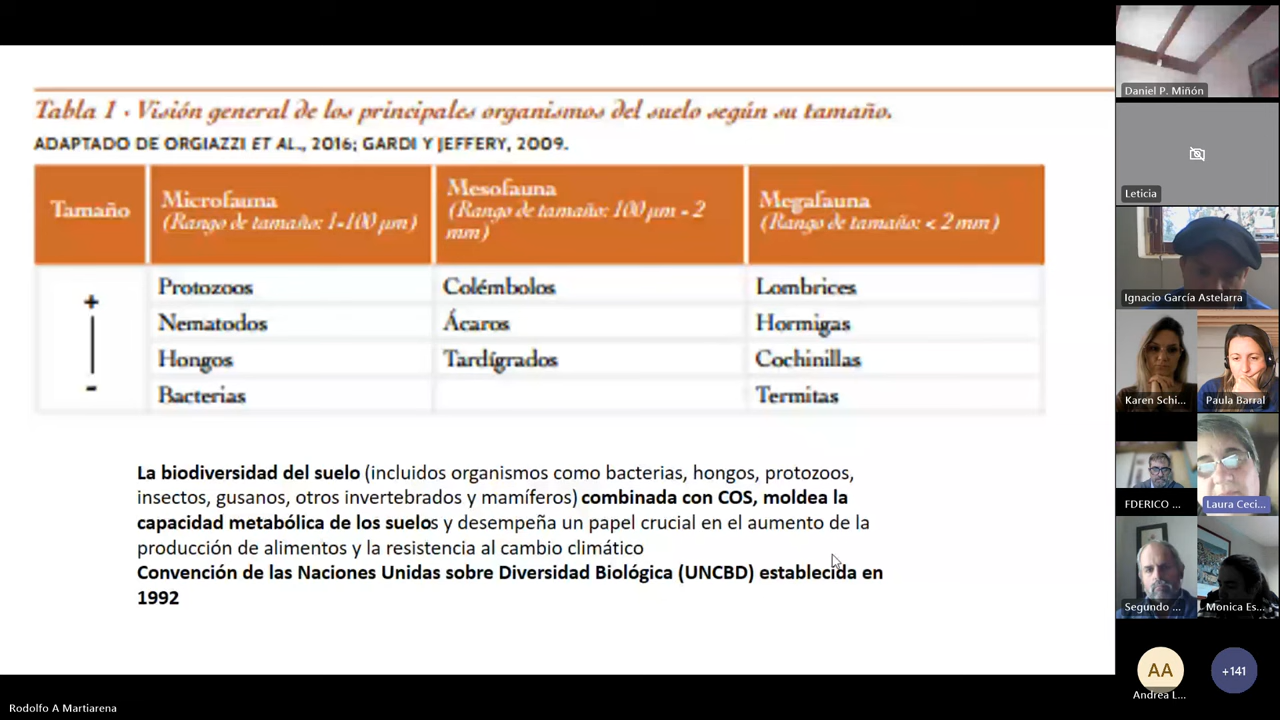 Tabla 1 · Visión general de los principales organismos del suelo según su tamaño.
ADAPTADO DE ORGIAZZI ET AL., 2016; GARDI Y JEFFERY, 2009.
Tamaño
Microfauna
(Rango de tamaño: 1-100 µm)
Mesofauna
(Rango de tamaño: 100 µm - 2
mm)
Megafauna
(Rango de tamaño: < 2 mm)
+
-
Protozoos
Colémbolos
Lombrices
Nematodos
Ácaros
Hormigas
Hongos
Tardígrados
Cochinillas
Bacterias
Termitas
La biodiversidad del suelo (incluidos organismos como bacterias, hongos, protozoos,
insectos, gusanos, otros invertebrados y mamíferos) combinada con COS, moldea la
capacidad metabólica de los suelos y desempeña un papel crucial en el aumento de la
producción de alimentos y la resistencia al cambio climático
Convención de las Naciones Unidas sobre Diversidad Biológica (UNCBD) establecida en
1992
Rodolfo A Martiarena
Daniel P. Miñón
Leticia
Ignacio García Astelarra
Karen Schi...
Paula Barral
FDERICO ...
Laura Ceci...
Segundo ...
Monica Es...
AA
Andrea L...
+141